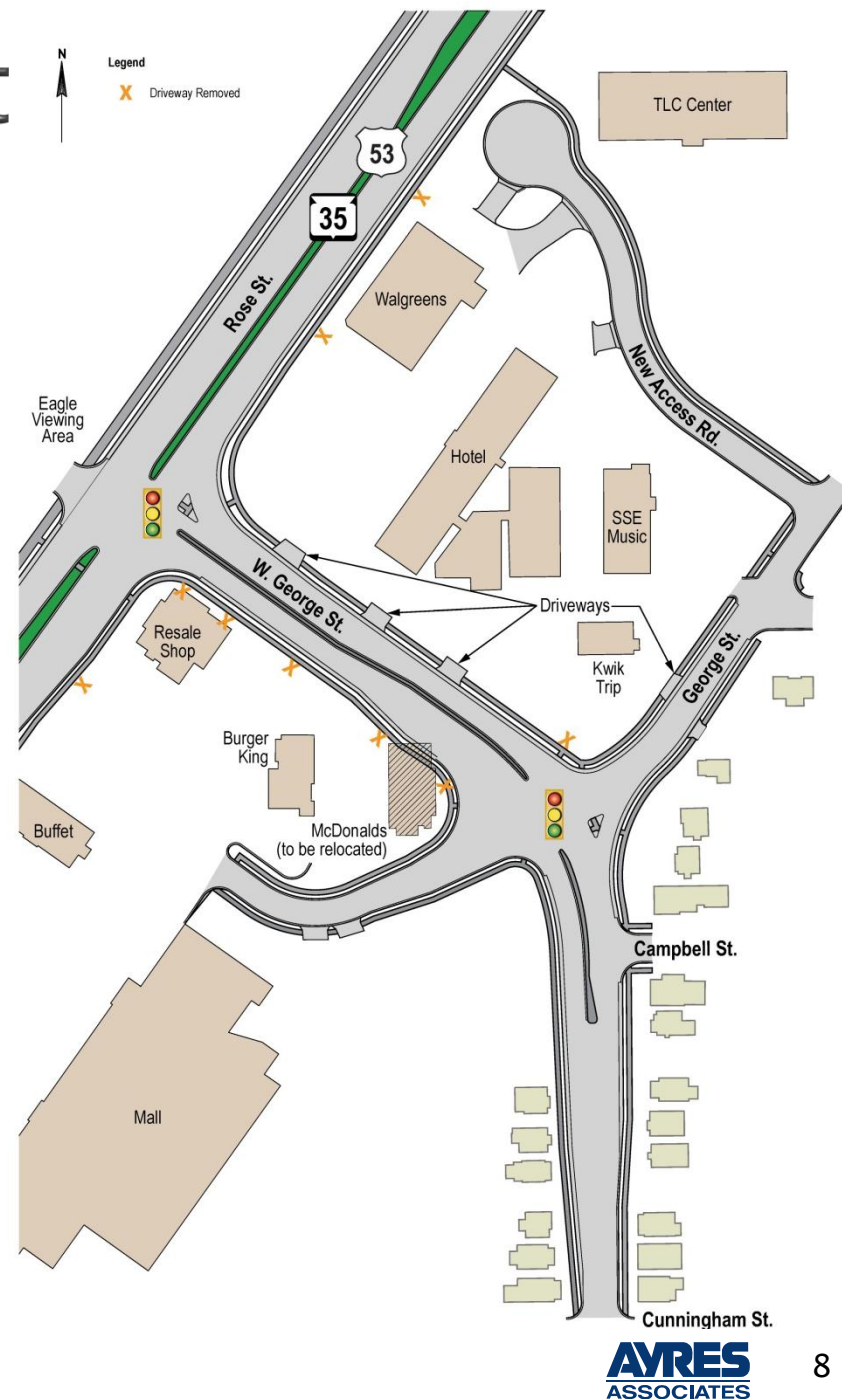 N
Legend
X Driveway Removed
TLC Center
53
35
Rose St.
Walgreens
New Access Rd.
Eagle
Viewing
Area
Hotel
SSE
Music
W. George St.
Driveways
Resale
Shop
Kwik
Trip
George St.
Burger
King
Buffet
McDonalds
(to be relocated)
Campbell St.
Mall
Cunningham St.
AYRES
ASSOCIATES
8